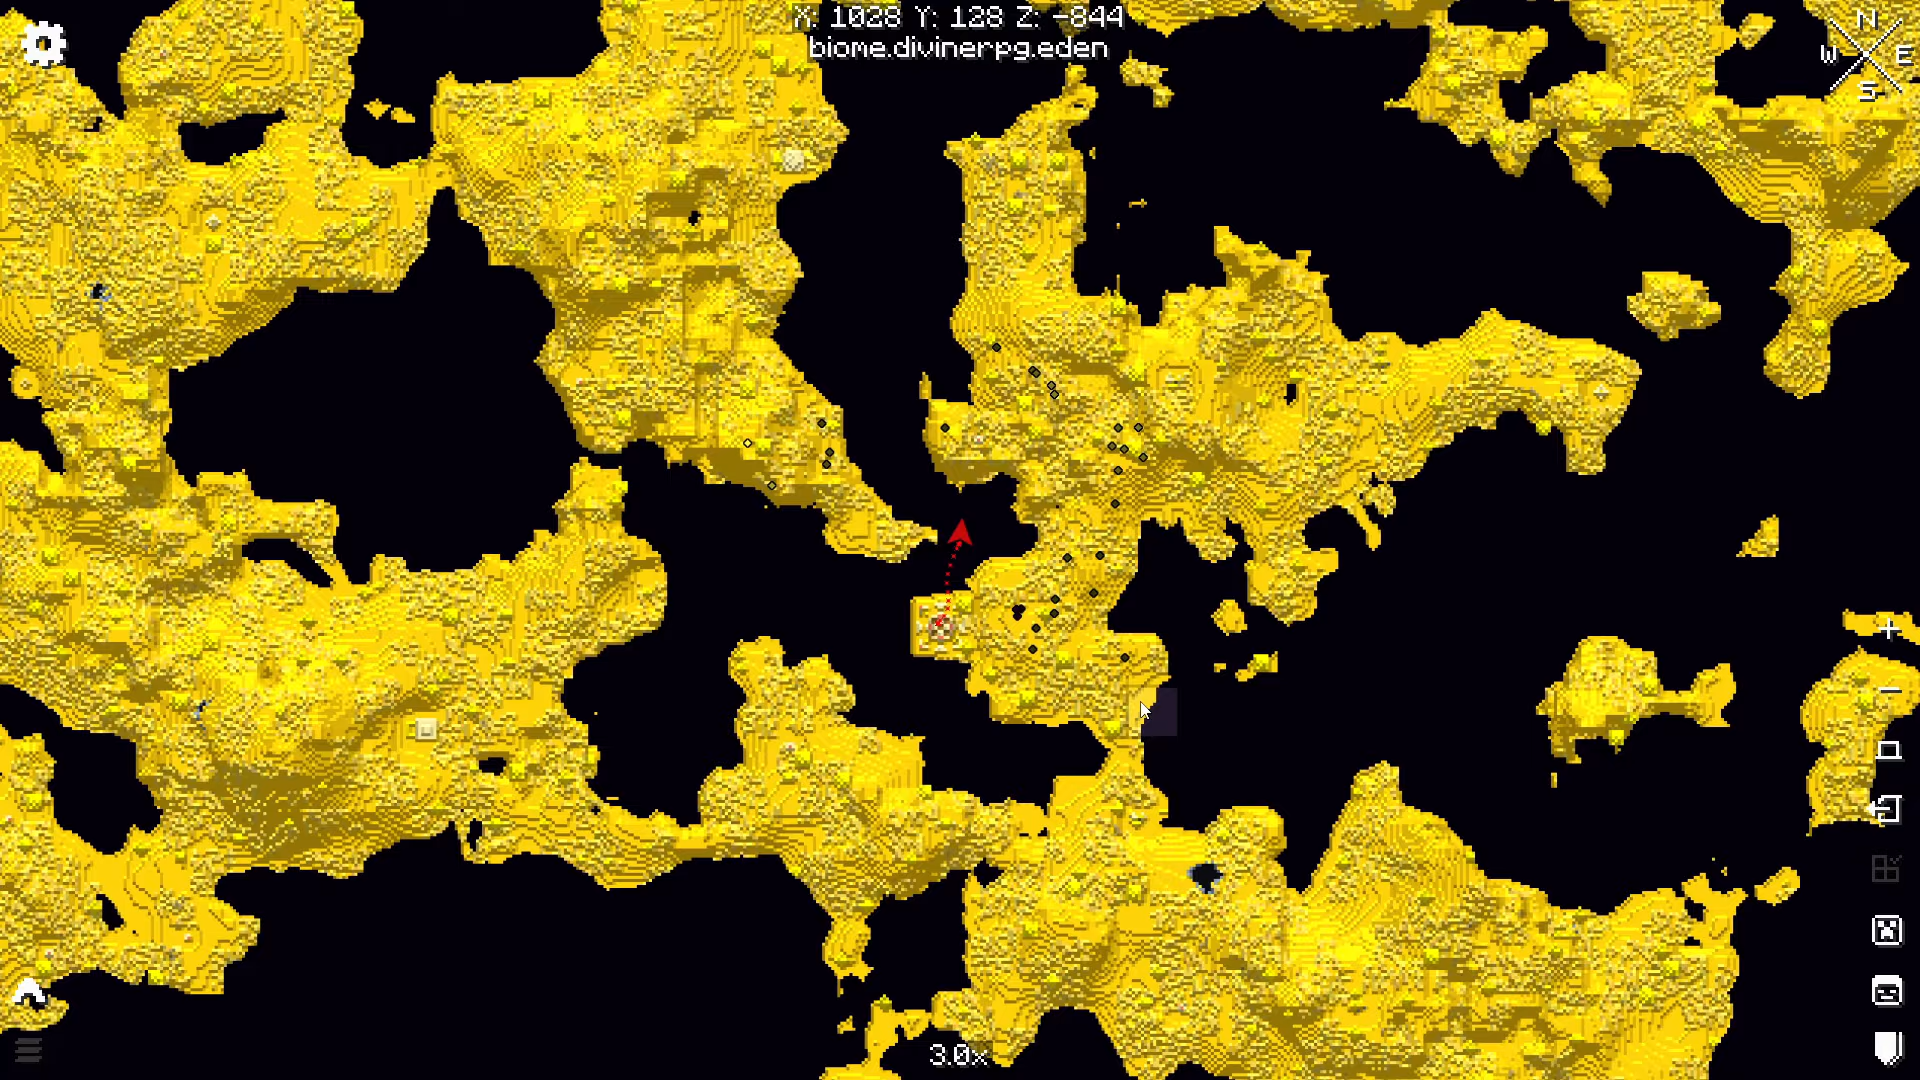 X: 1028 Y: 128 Z: -844
biome.divinerpg.eden
N
W E
S
3.0x